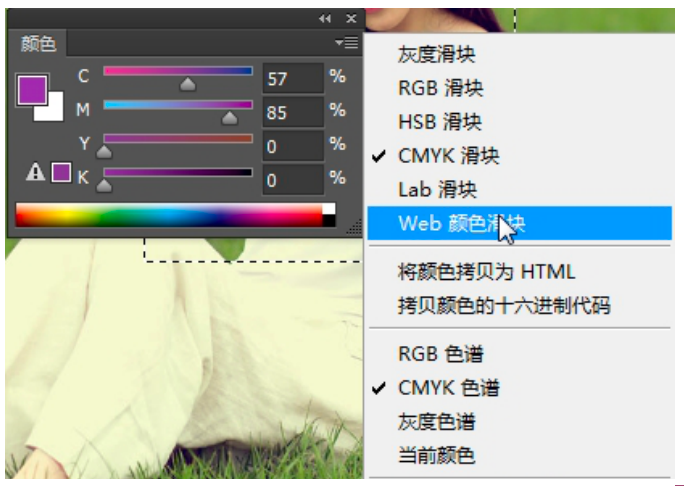 颜色
C 57 %
M 85 %
Y 0 %
K 0 %
灰度滑块
RGB 滑块
HSB 滑块
✓ CMYK 滑块
Lab 滑块
Web 颜色滑块
将颜色拷贝为 HTML
拷贝颜色的十六进制代码
RGB 色谱
✓ CMYK 色谱
灰度色谱
当前颜色